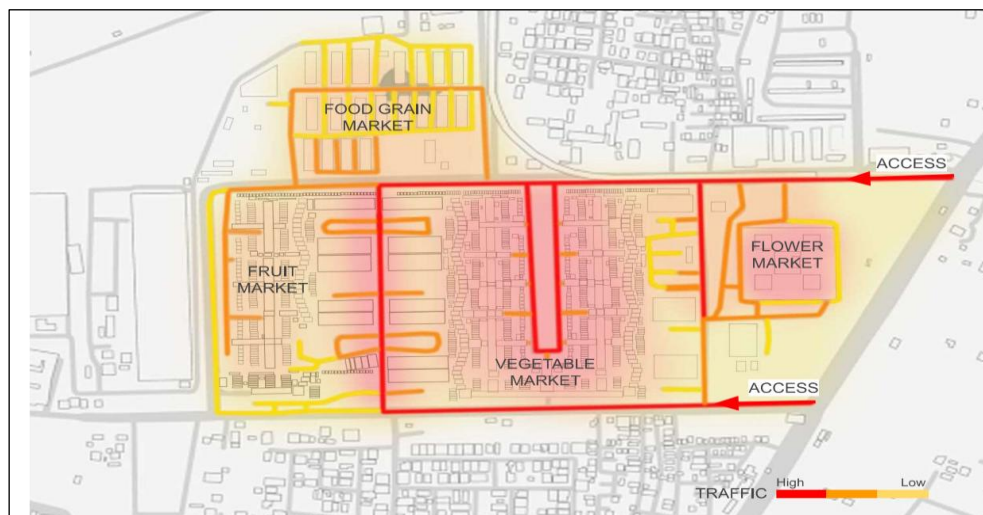 FOOD GRAIN
MARKET
ACCESS
FLOWER
MARKET
FRUIT
MARKET
VEGETABLE
MARKET
ACCESS
High
Low
TRAFFIC